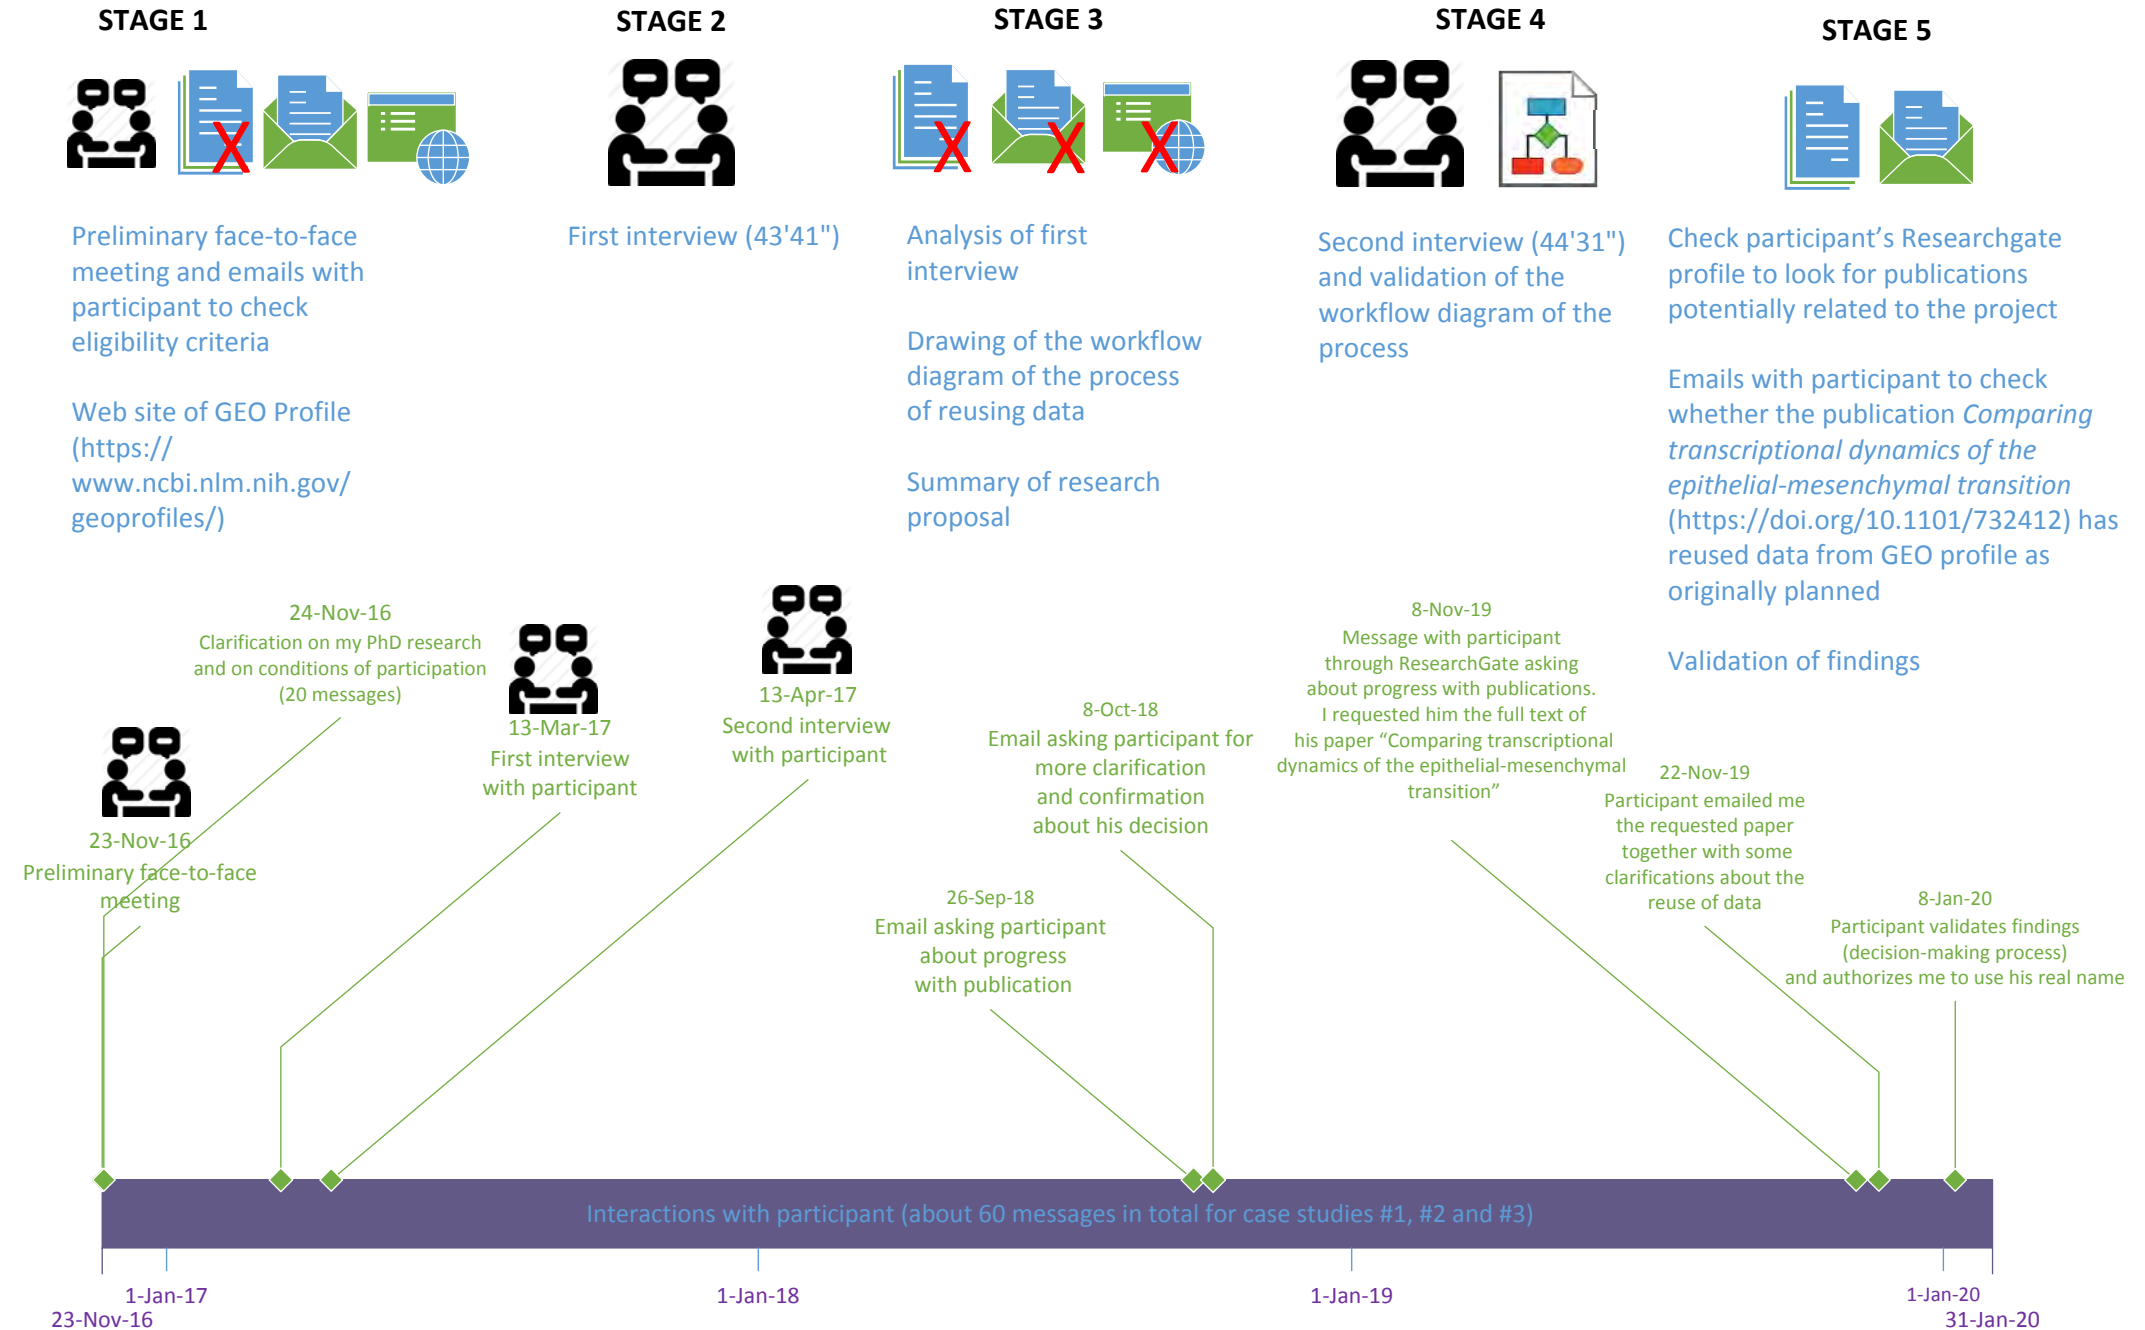 STAGE 1
STAGE 2
STAGE 3
STAGE 4
STAGE 5
X
X
X
X
Preliminary face-to-face
meeting and emails with
participant to check
eligibility criteria
Web site of GEO Profile
(https://
www.ncbi.nlm.nih.gov/
geoprofiles/)
First interview (43'41")
Analysis of first
interview
Drawing of the workflow
diagram of the process
of reusing data
Summary of research
proposal
Second interview (44'31")
and validation of the
workflow diagram of the
process
Check participant’s Researchgate
profile to look for publications
potentially related to the project
Emails with participant to check
whether the publication Comparing
transcriptional dynamics of the
epithelial-mesenchymal transition
(https://doi.org/10.1101/732412) has
reused data from GEO profile as
originally planned
Validation of findings
23-Nov-16
Preliminary face-to-face
meeting
24-Nov-16
Clarification on my PhD research
and on conditions of participation
(20 messages)
13-Mar-17
First interview
with participant
13-Apr-17
Second interview
with participant
26-Sep-18
Email asking participant
about progress
with publication
8-Oct-18
Email asking participant for
more clarification
and confirmation
about his decision
8-Nov-19
Message with participant
through ResearchGate asking
about progress with publications.
I requested him the full text of
his paper “Comparing transcriptional
dynamics of the epithelial-mesenchymal
transition”
22-Nov-19
Participant emailed me
the requested paper
together with some
clarifications about the
reuse of data
8-Jan-20
Participant validates findings
(decision-making process)
and authorizes me to use his real name
Interactions with participant (about 60 messages in total for case studies #1, #2 and #3)
1-Jan-17
1-Jan-18
1-Jan-19
1-Jan-20
23-Nov-16
31-Jan-20